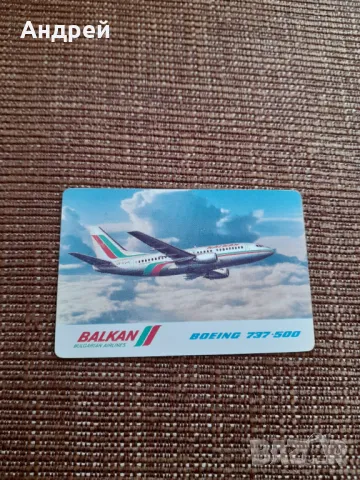 Андрей
BALKAN
BULGARIAN AIRLINES
BOEING 737-500